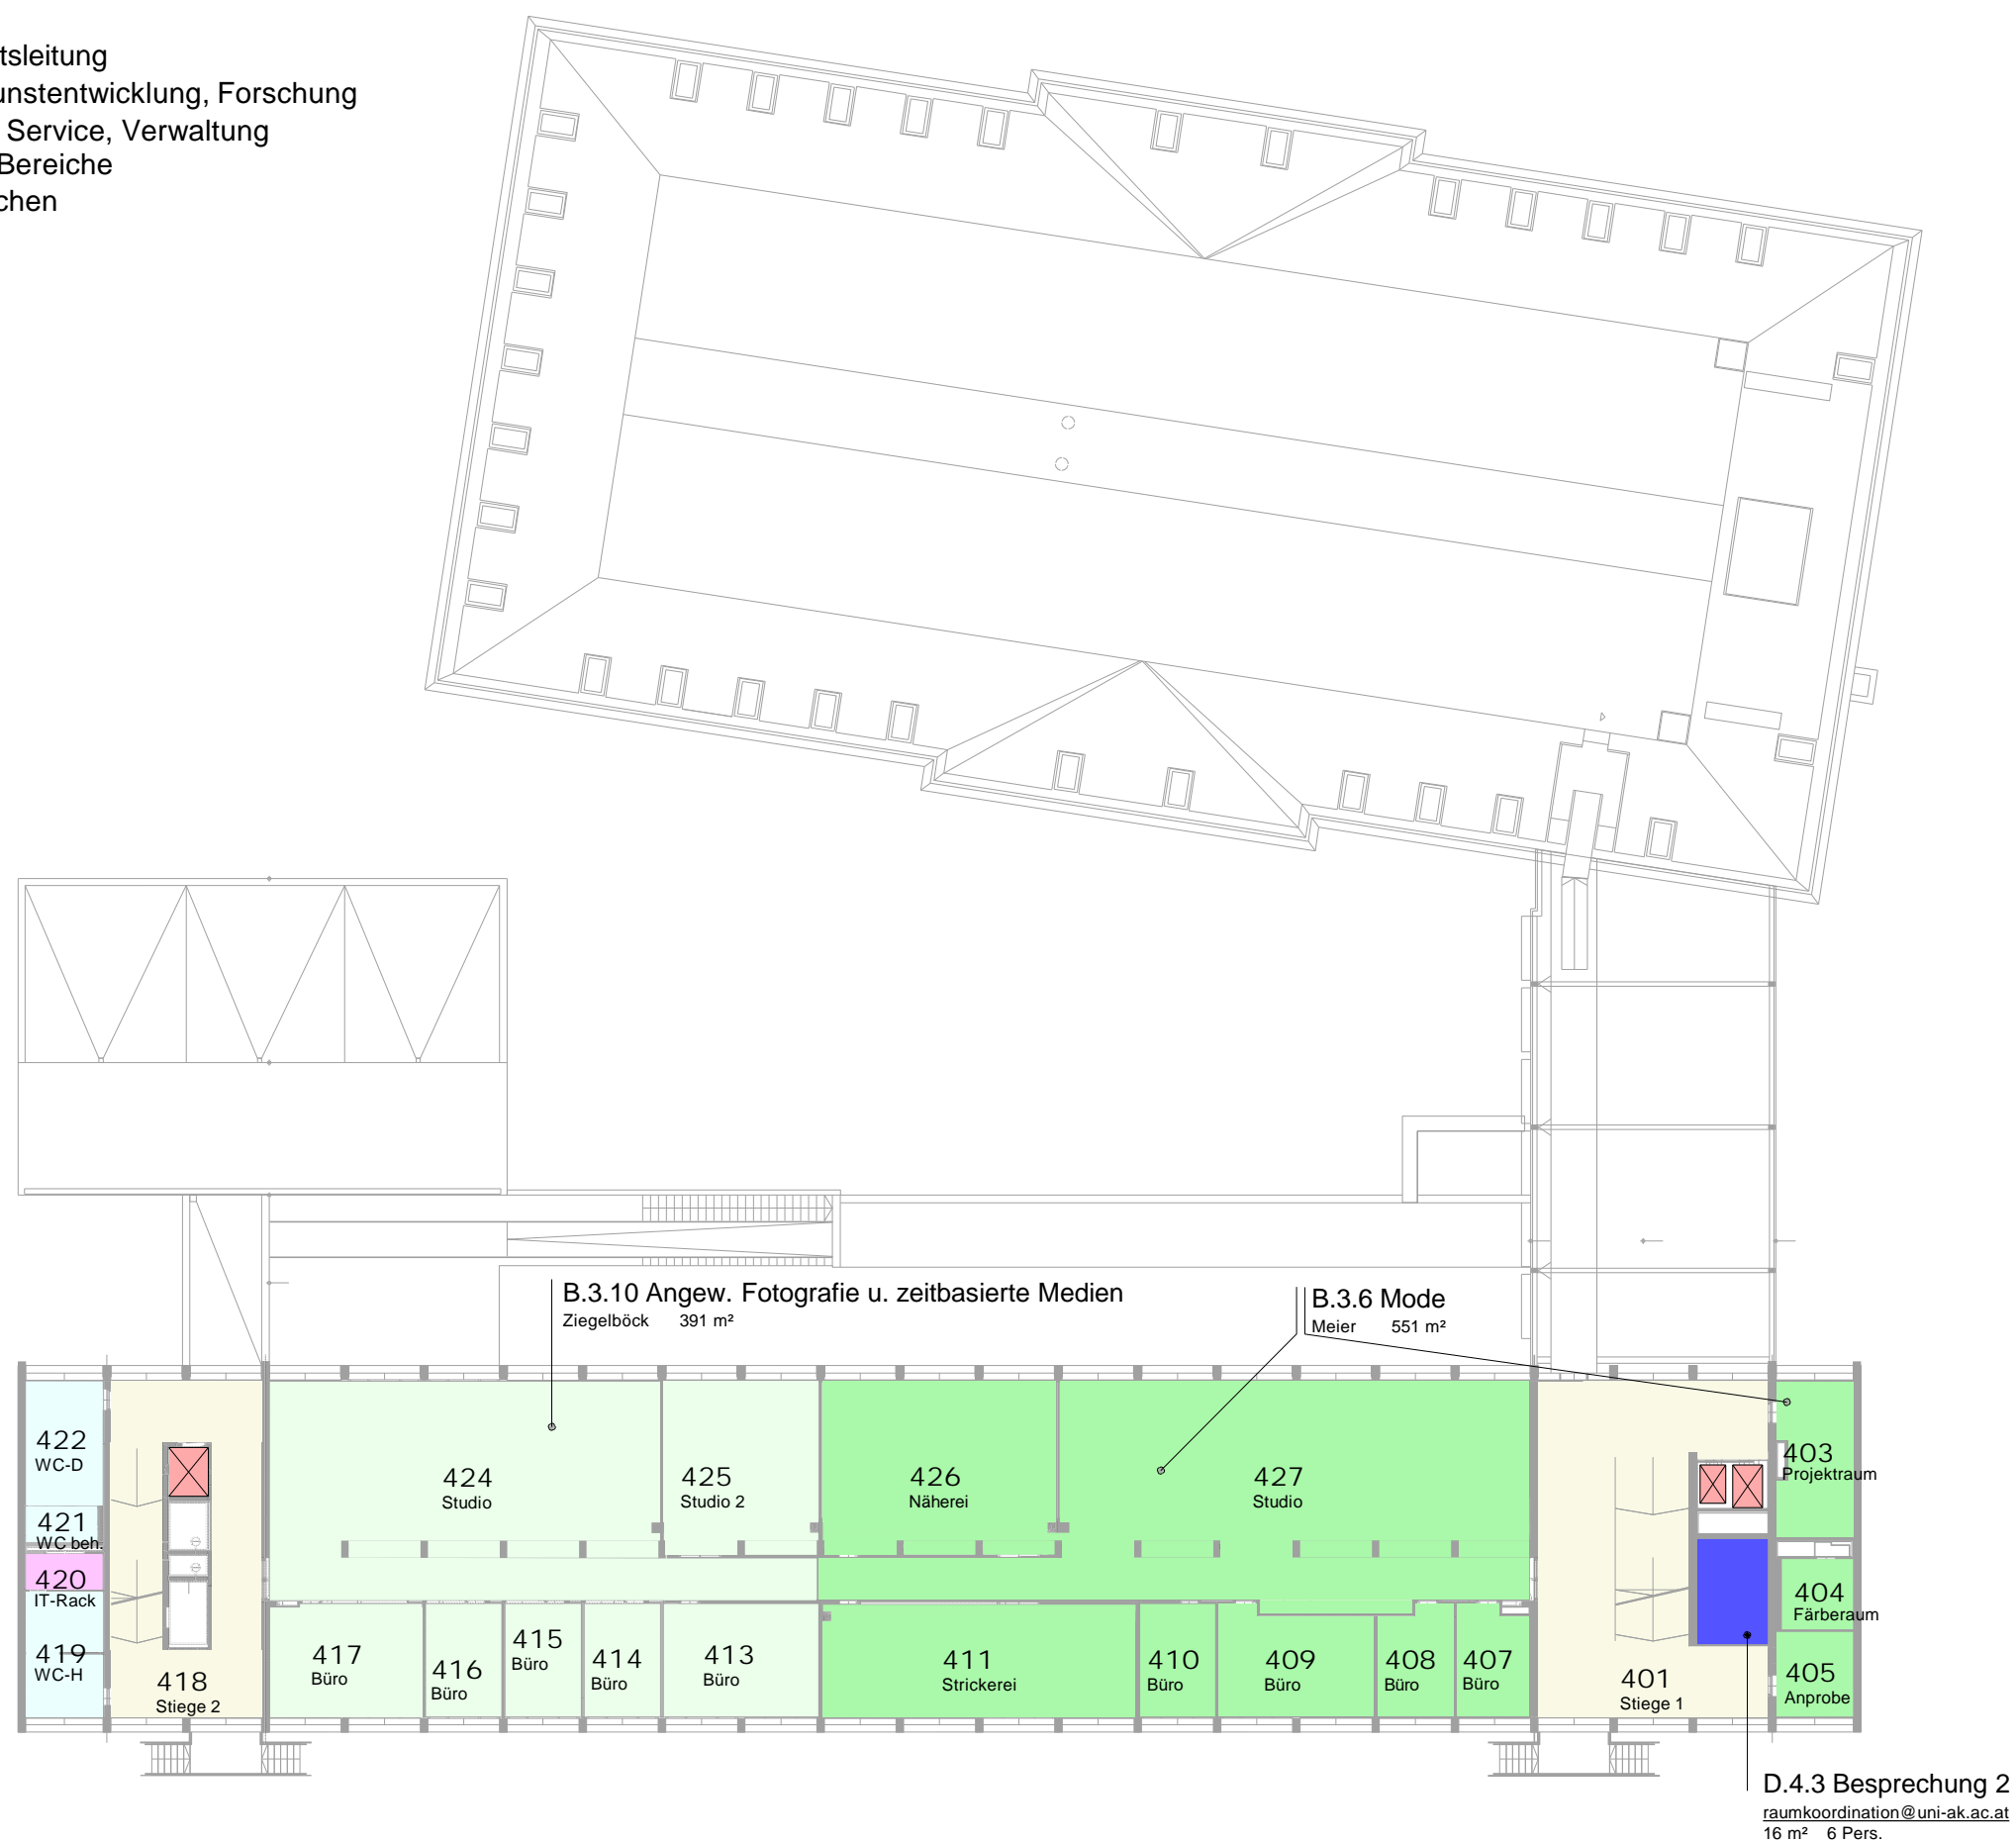 tsleitung
unstentwicklung, Forschung
Service, Verwaltung
Bereiche
chen
B.3.10 Angew. Fotografie u. zeitbasierte Medien
Ziegelböck 391 m²
B.3.6 Mode
Meier 551 m²
422
WC-D
421
WC beh.
420
IT-Rack
419
WC-H
418
Stiege 2
424
Studio
425
Studio 2
426
Näherei
427
Studio
417
Büro
416
Büro
415
Büro
414
Büro
413
Büro
411
Strickerei
410
Büro
409
Büro
408
Büro
407
Büro
401
Stiege 1
403
Projektraum
404
Färberaum
405
Anprobe
D.4.3 Besprechung 2
raumkoordination@uni-ak.ac.at
16 m² 6 Pers.